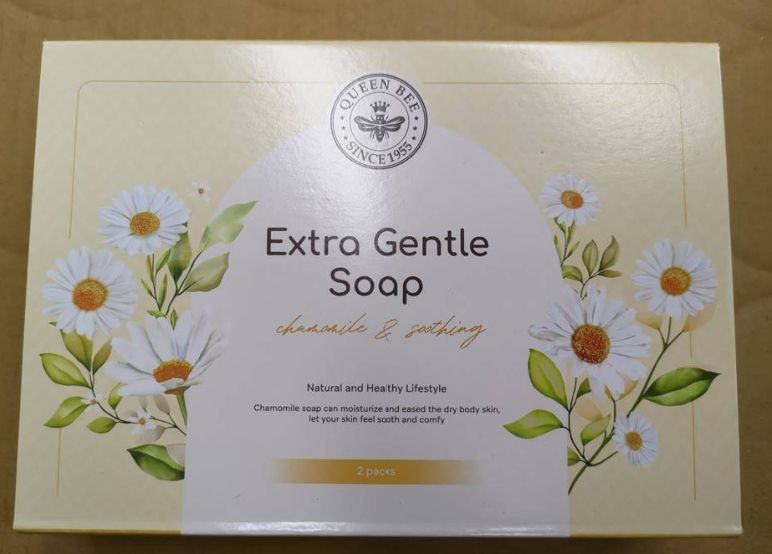 QUEEN BEE
SINCE 1955
Extra Gentle
Soap
chamomile & soothing
Natural and Healthy Lifestyle
Chamomile soap can moisturize and eased the dry body skin,
let your skin feel sooth and comfy
2 packs